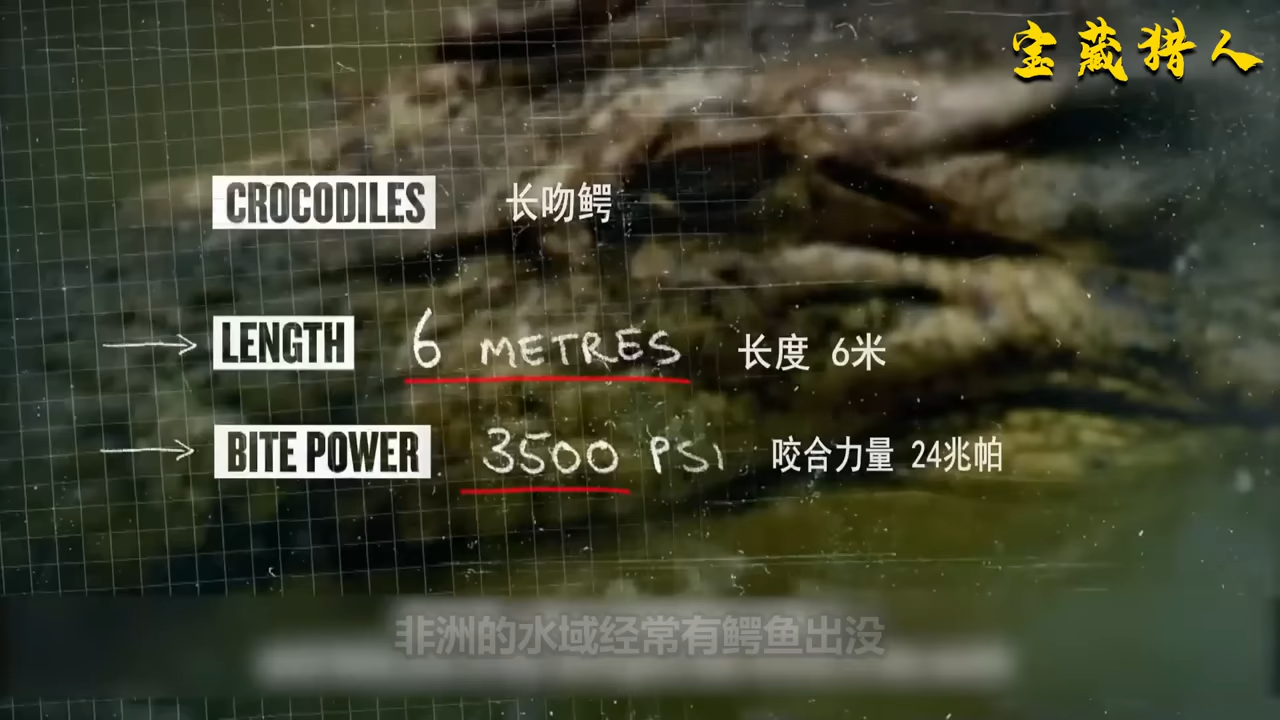 宝藏猎人
CROCODILES 长吻鳄
LENGTH 6 METRES 长度 6米
BITE POWER 3500 PSI 咬合力量 24兆帕
非洲的水域经常有鳄鱼出没